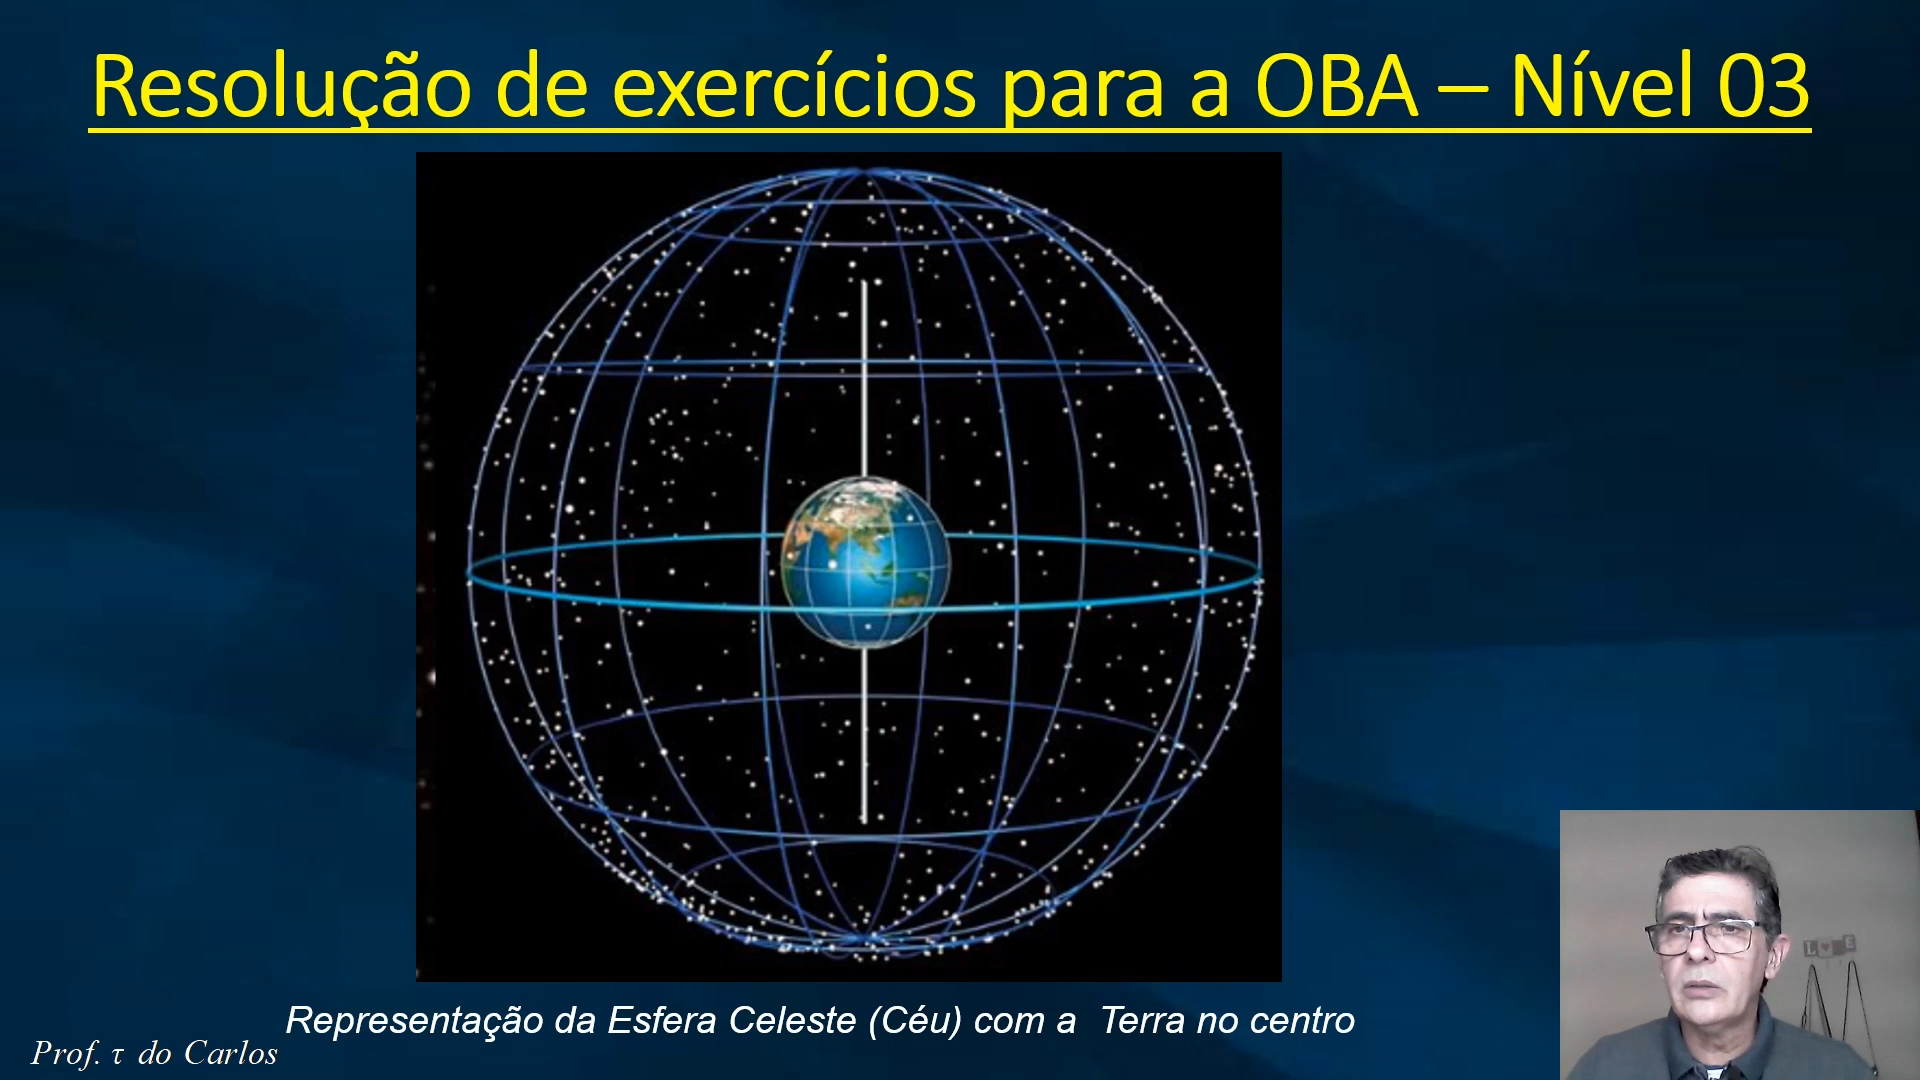 Resolução de exercícios para a OBA – Nível 03
Representação da Esfera Celeste (Céu) com a Terra no centro
Prof. τ do Carlos
LOVE